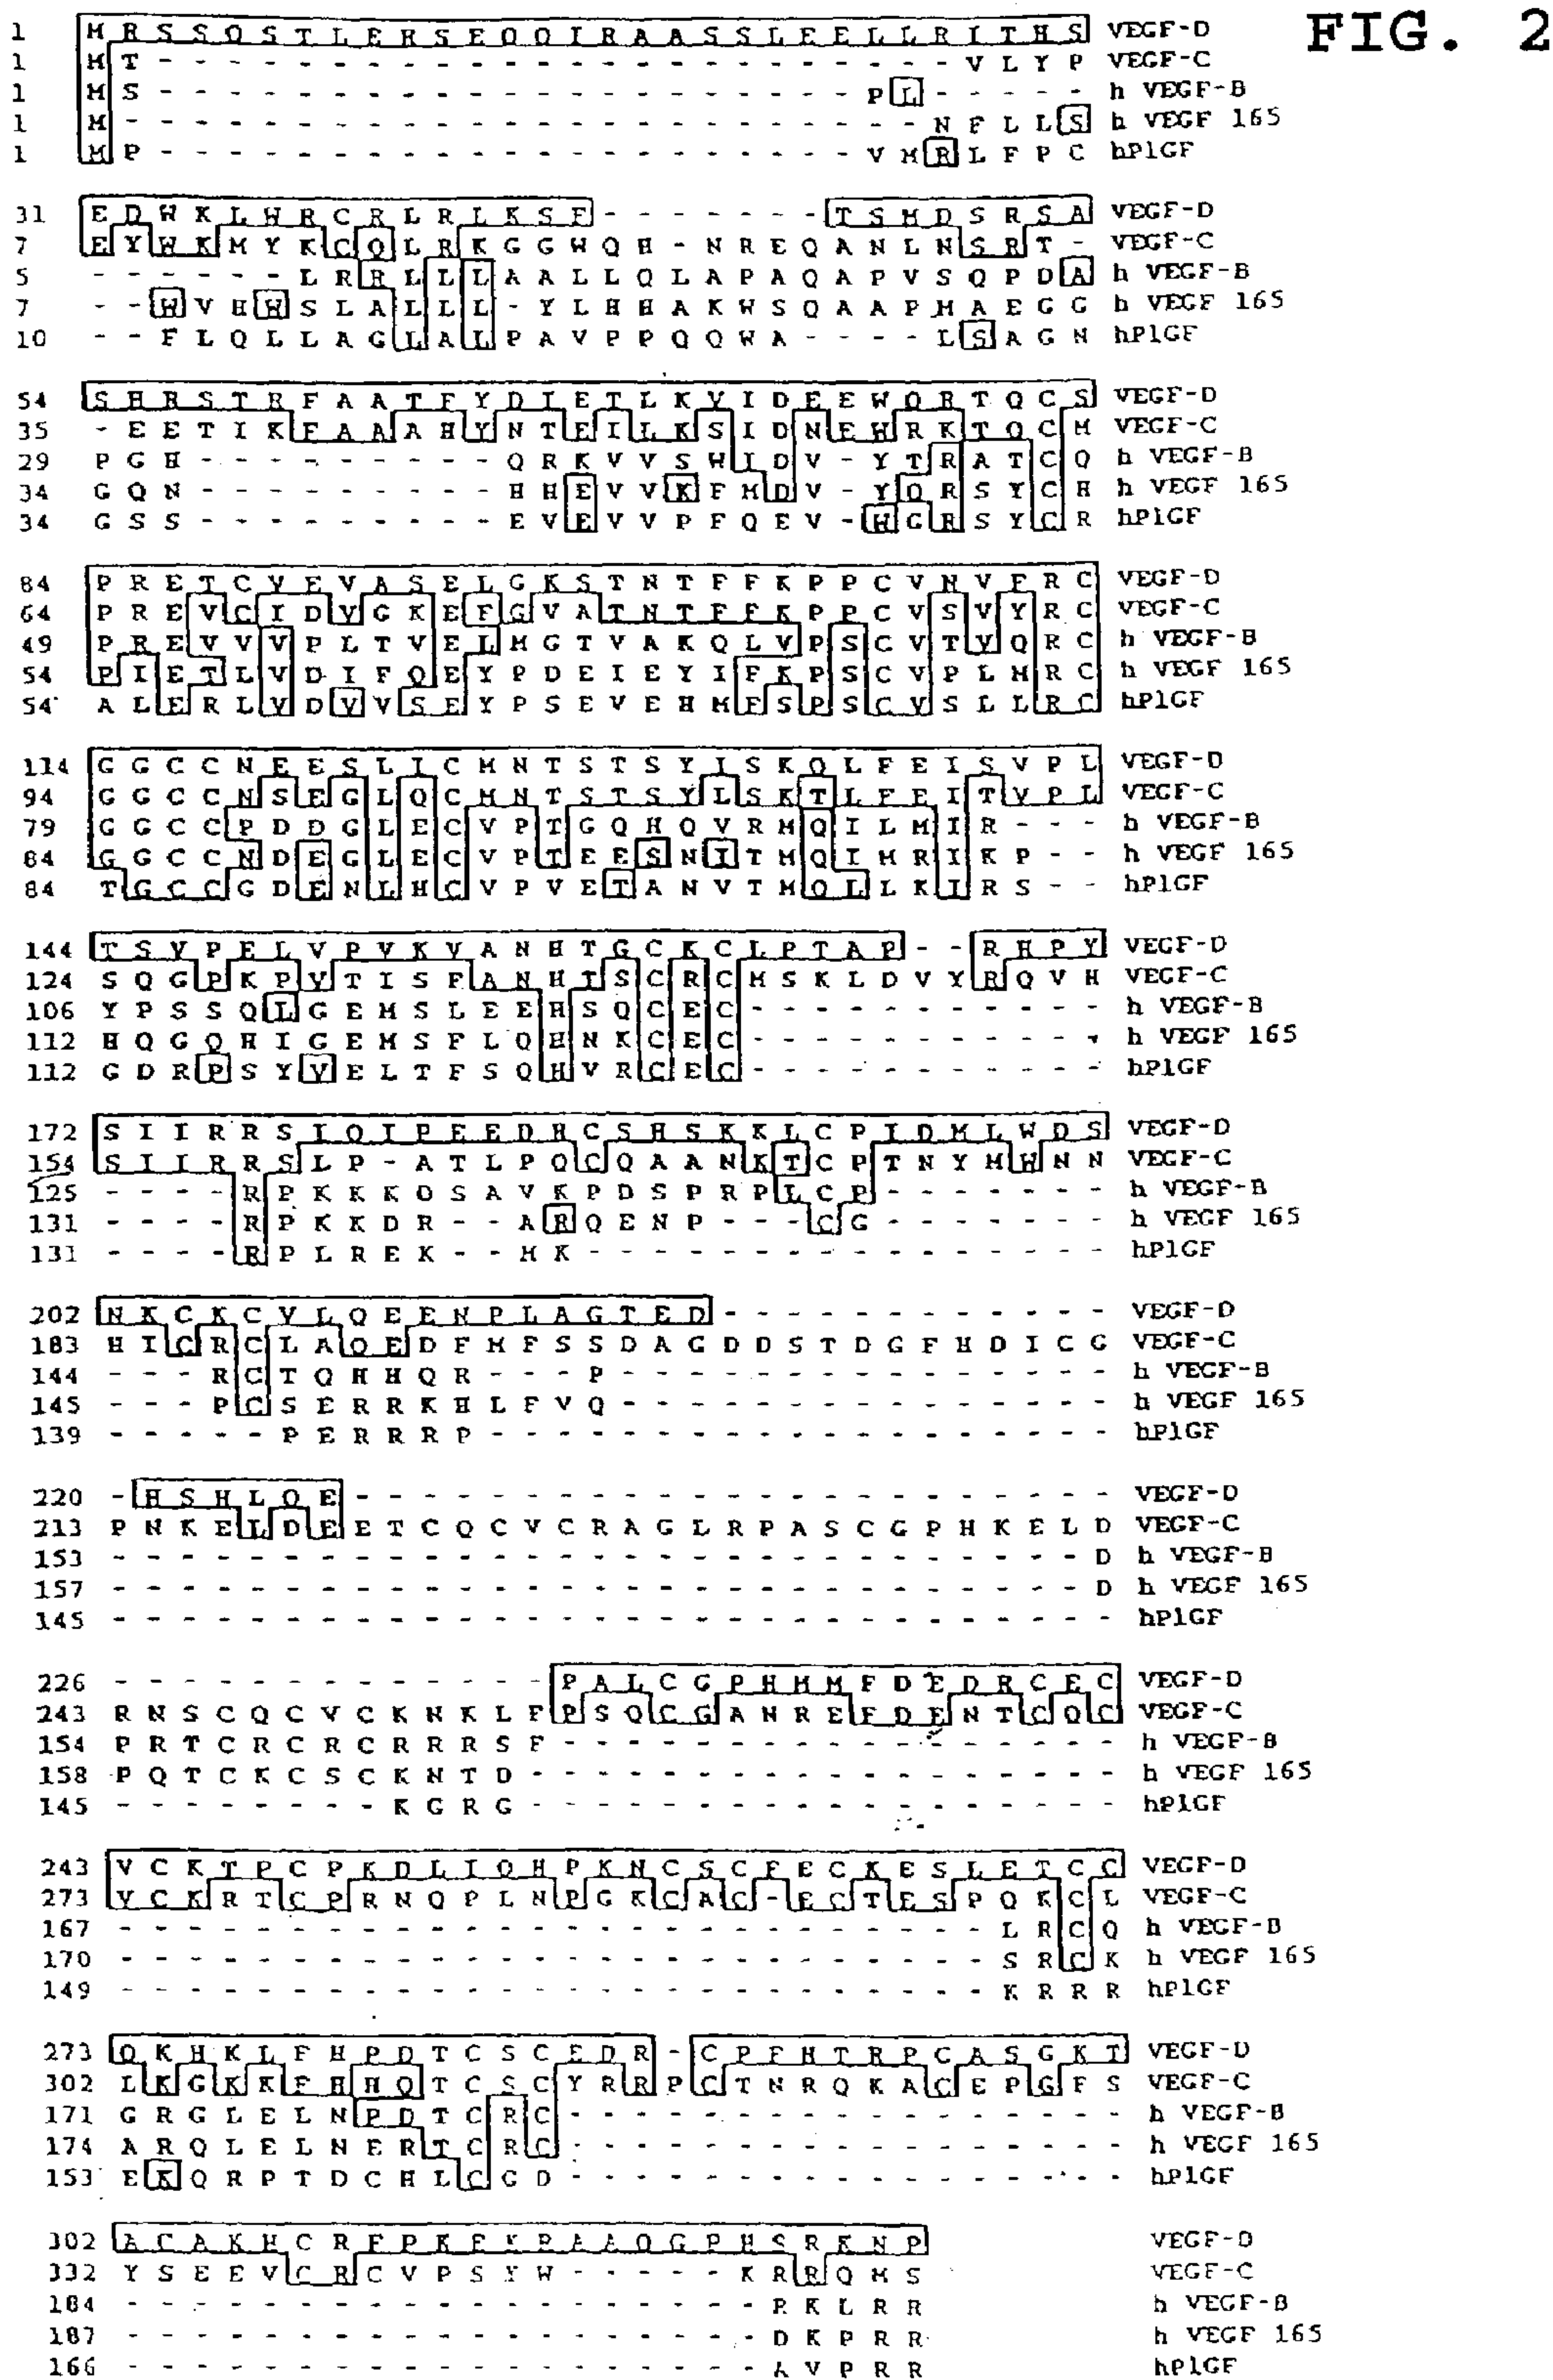 FIG. 2
1 M R S S Q S T L E R S E Q Q I R A A S S L E E L L R I T H S VEGF-D
1 M T - - - - - - - - - - - - - - - - - - - - - - - - V L Y P VEGF-C
1 M S - - - - - - - - - - - - - - - - - - - - - P L - - - - - h VEGF-B
1 M - - - - - - - - - - - - - - - - - - - - - - - - N F L L S h VEGF 165
1 M P - - - - - - - - - - - - - - - - - - - - - V M R L F P C hPlGF
31 E D W K L W R C R L R L K S F - - - - - - - T S M D S R S A VEGF-D
7 E Y W K M Y K C Q L R K G G W Q H - N R E Q A N L N S R T - VEGF-C
5 - - - - - - L R R L L L A A L L Q L A P A Q A P V S Q P D A h VEGF-B
7 - - W V H W S L A L L L - Y L H H A K W S Q A A P M A E G G h VEGF 165
10 - - F L Q L L A G L A L P A V P P Q Q W A - - - - L S A G N hPlGF
54 S H R S T R F A A T F Y D I E T L K V I D E E W Q R T Q C S VEGF-D
35 - E E T I K F A A A H Y N T E I L K S I D N E W R K T Q C M VEGF-C
29 P G H - - - - - - - - - Q R K V V S W I D V - Y T R A T C Q h VEGF-B
34 G Q N - - - - - - - - - H H E V V K F M D V - Y Q R S Y C H h VEGF 165
34 G S S - - - - - - - - - E V E V V P F Q E V - W G R S Y C R hPlGF
84 P R E T C V E V A S E L G K S T N T F F K P P C V N V F R C VEGF-D
64 P R E V C I D V G K E F G V A T N T F F K P P C V S V Y R C VEGF-C
49 P R E V V V P L T V E L M G T V A K Q L V P S C V T V Q R C h VEGF-B
54 P I E T L V D I F Q E Y P D E I E Y I F K P S C V P L M R C h VEGF 165
54 A L E R L V D V V S E Y P S E V E H M F S P S C V S L L R C hPlGF
114 G G C C N E E S L I C M N T S T S Y I S K Q L F E I S V P L VEGF-D
94 G G C C N S E G L Q C M N T S T S Y L S K T L F E I T V P L VEGF-C
79 G G C C P D D G L E C V P T G Q H Q V R M Q I L M I R - - - h VEGF-B
84 G G C C N D E G L E C V P T E E S N I T M Q I M R I K P - - h VEGF 165
84 T G C C G D E N L H C V P V E T A N V T M Q L L K I R S - - hPlGF
144 T S V P E L V P V K V A N H T G C K C L P T A P - - R H P Y VEGF-D
124 S Q G P K P V T I S F A N H T S C R C M S K L D V Y R Q V H VEGF-C
106 Y P S S Q L G E M S L E E H S Q C E C - - - - - - - - - - - h VEGF-B
112 H Q G Q H I G E M S F L Q H N K C E C - - - - - - - - - - - h VEGF 165
112 G D R P S Y V E L T F S Q H V R C E C - - - - - - - - - - - hPlGF
172 S I I R R S I Q I P E E D R C S H S K K L C P I D M L W D S VEGF-D
154 S I I R R S L P - A T L P Q C Q A A N K T C P T N Y M W N N VEGF-C
125 - - - - R P K K K D S A V K P D S P R P L C P - - - - - - - h VEGF-B
131 - - - - R P K K D R - - A R Q E N P - - - C G - - - - - - - h VEGF 165
131 - - - - R P L R E K - - M K - - - - - - - - - - - - - - - - hPlGF
202 N K C K C V L Q E E N P L A G T E D - - - - - - - - - - - - VEGF-D
183 H I C R C L A Q E D F M F S S D A G D D S T D G F H D I C G VEGF-C
144 - - - R C T Q H H Q R - - - P - - - - - - - - - - - - - - - h VEGF-B
145 - - - P C S E R R K H L F V Q - - - - - - - - - - - - - - - h VEGF 165
139 - - - - - P E R R R P - - - - - - - - - - - - - - - - - - - hPlGF
220 - H S H L Q E - - - - - - - - - - - - - - - - - - - - - - - VEGF-D
213 P N K E L D E E T C Q C V C R A G L R P A S C G P H K E L D VEGF-C
153 - - - - - - - - - - - - - - - - - - - - - - - - - - - - - D h VEGF-B
157 - - - - - - - - - - - - - - - - - - - - - - - - - - - - - D h VEGF 165
145 - - - - - - - - - - - - - - - - - - - - - - - - - - - - - - hPlGF
226 - - - - - - - - - - - - - P A L C G P H M M F D E D R C E C VEGF-D
243 R N S C Q C V C K N K L F P S Q C G A N R E F D E N T C Q C VEGF-C
154 P R T C R C R C R R R S F - - - - - - - - - - - - - - - - - h VEGF-B
158 P Q T C K C S C K N T D - - - - - - - - - - - - - - - - - - h VEGF 165
145 - - - - - - - - K G R G - - - - - - - - - - - - - - - - - - hPlGF
243 V C K T P C P K D L I Q H P K N C S C F E C K E S L E T C C VEGF-D
273 V C K R T C P R N Q P L N P G K C A C - E C T E S P Q K C L VEGF-C
167 - - - - - - - - - - - - - - - - - - - - - - - - - - L R C Q h VEGF-B
170 - - - - - - - - - - - - - - - - - - - - - - - - - - S R C K h VEGF 165
149 - - - - - - - - - - - - - - - - - - - - - - - - - - K R R R hPlGF
273 Q K H K L F H P D T C S C E D R - C P F H T R P C A S G K T VEGF-D
302 L K G K K F H H Q T C S C Y R R P C T N R Q K A C E P G F S VEGF-C
171 G R G L E L N P D T C R C - - - - - - - - - - - - - - - - - h VEGF-B
174 A R Q L E L N E R T C R C - - - - - - - - - - - - - - - - - h VEGF 165
153 E K Q R P T D C H L C G D - - - - - - - - - - - - - - - - - hPlGF
302 A C A K H C R F P K E K R A A Q G P H S R K N P VEGF-D
332 Y S E E V C R C V P S Y W - - - - - K R R Q M S VEGF-C
184 - - - - - - - - - - - - - - - - - - - R K L R R h VEGF-B
187 - - - - - - - - - - - - - - - - - - - D K P R R h VEGF 165
166 - - - - - - - - - - - - - - - - - - - A V P R R hPlGF